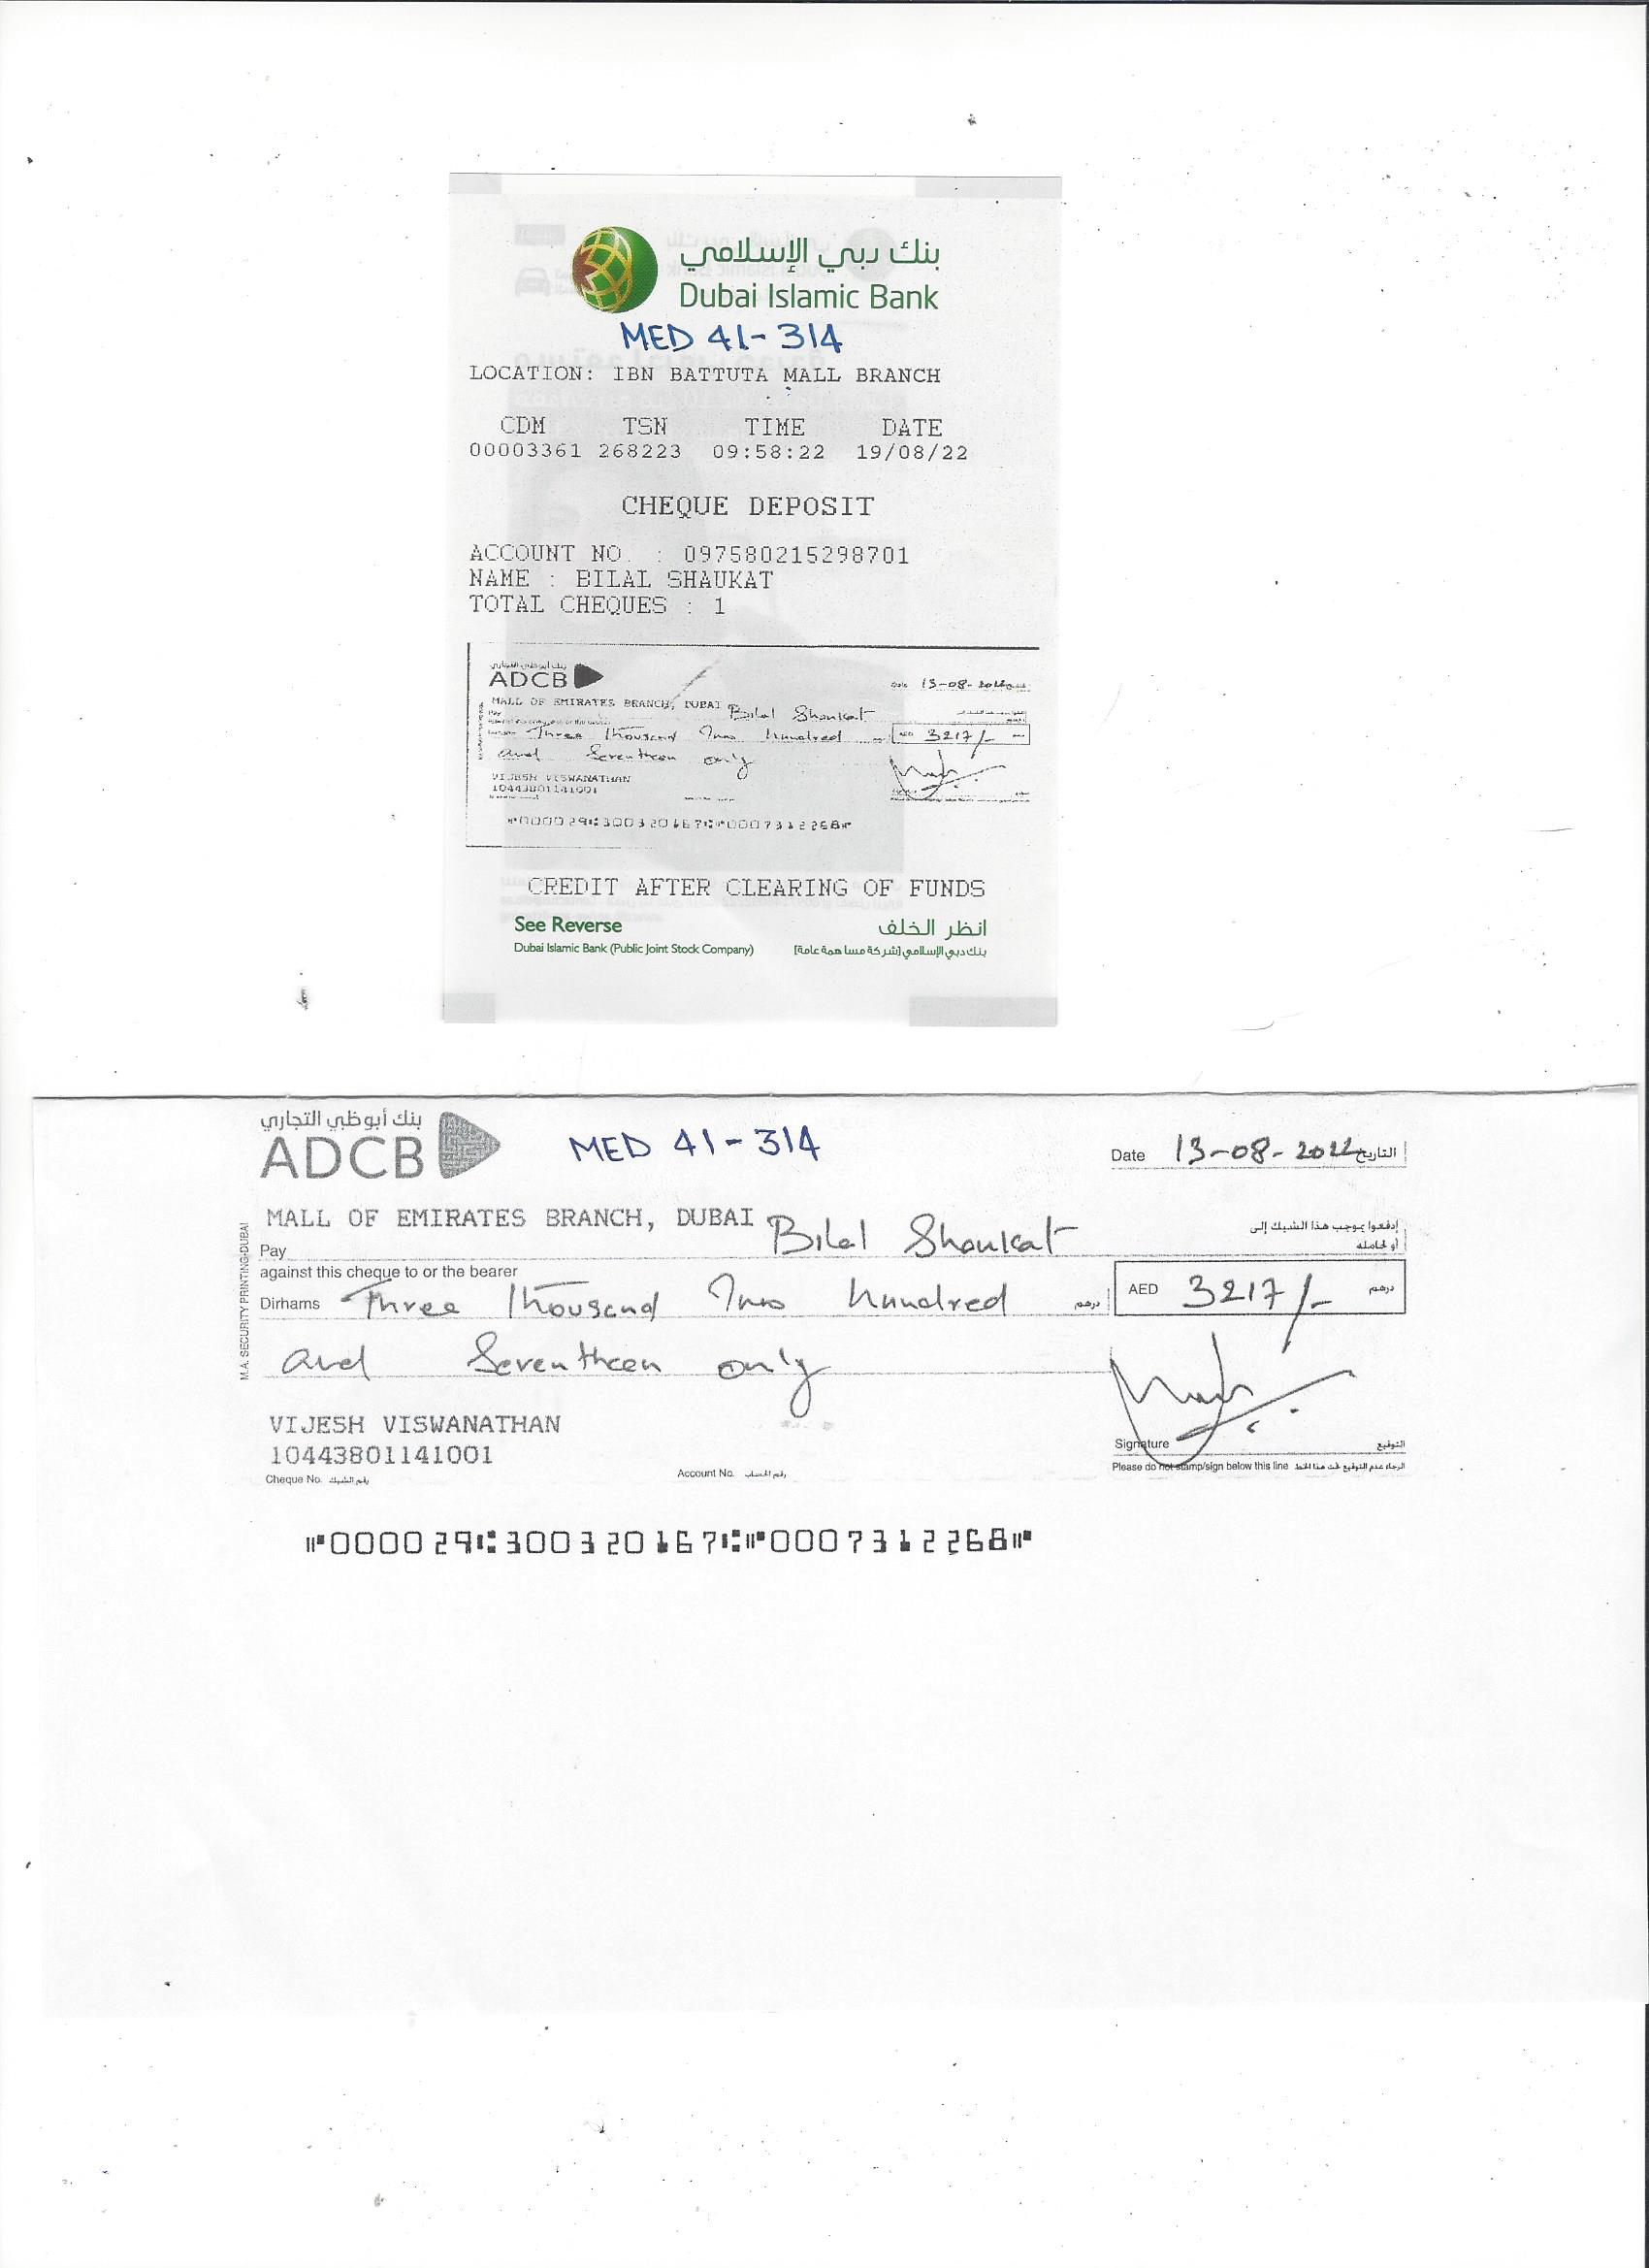 بنك دبي الإسلامي
Dubai Islamic Bank
MED 41-314
LOCATION: IBN BATTUTA MALL BRANCH
CDM TSN TIME DATE
00003361 268223 09:58:22 19/08/22
CHEQUE DEPOSIT
ACCOUNT NO. : 097580215298701
NAME : BILAL SHAUKAT
TOTAL CHEQUES : 1
بنك أبوظبي التجاري
ADCB
Date 13-08-2022
MALL OF EMIRATES BRANCH, DUBAI
Pay Bilal Shaukat
Three Thousand Two hundred AED 3217/-
and Seventeen only
VIJESH VISWANATHAN
10443801141001
⑈000029⑆300320167⑆⑈0007312268⑈
CREDIT AFTER CLEARING OF FUNDS
See Reverse انظر الخلف
Dubai Islamic Bank (Public Joint Stock Company) بنك دبي الإسلامي (شركة مساهمة عامة)
بنك أبوظبي التجاري
ADCB
MED 41-314
Date 13-08-2022 التاريخ
MALL OF EMIRATES BRANCH, DUBAI
Pay Bilal Shaukat إدفعوا بموجب هذا الشيك إلى
أو لحامله
against this cheque to or the bearer
Dirhams Three Thousand Two hundred درهم AED 3217/- درهم
and Seventeen only
M.A. SECURITY PRINTING-DUBAI
VIJESH VISWANATHAN
10443801141001
Signature التوقيع
Cheque No. رقم الشيك Account No. رقم الحساب Please do not stamp/sign below this line الرجاء عدم التوقيع تحت هذا الخط
⑈000029⑆300320167⑆⑈0007312268⑈